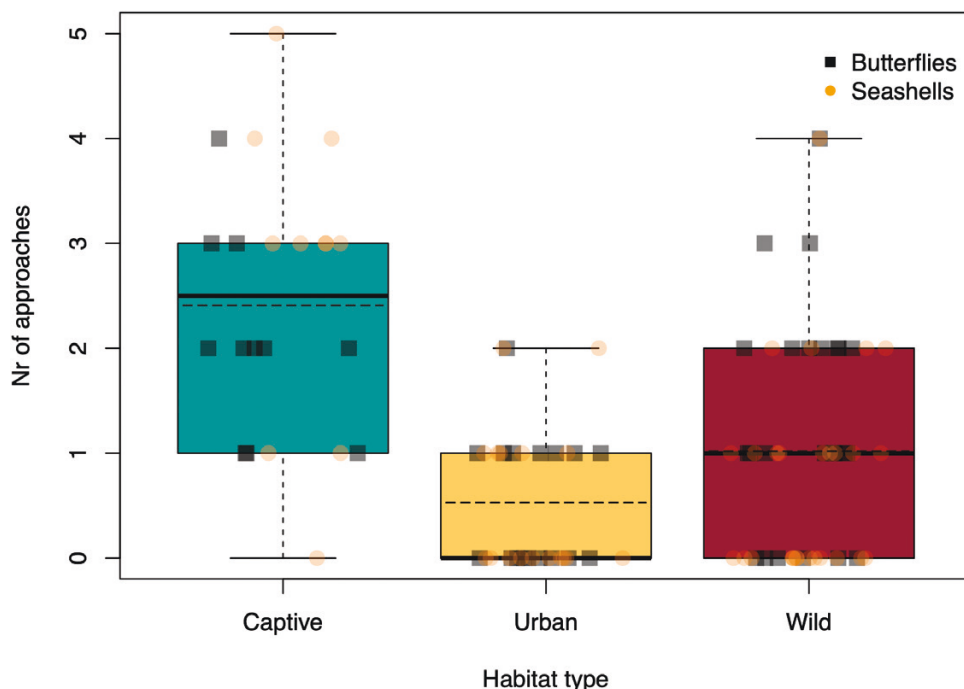 5
4
3
2
1
0
Nr of approaches
Butterflies
Seashells
Captive Urban Wild
Habitat type